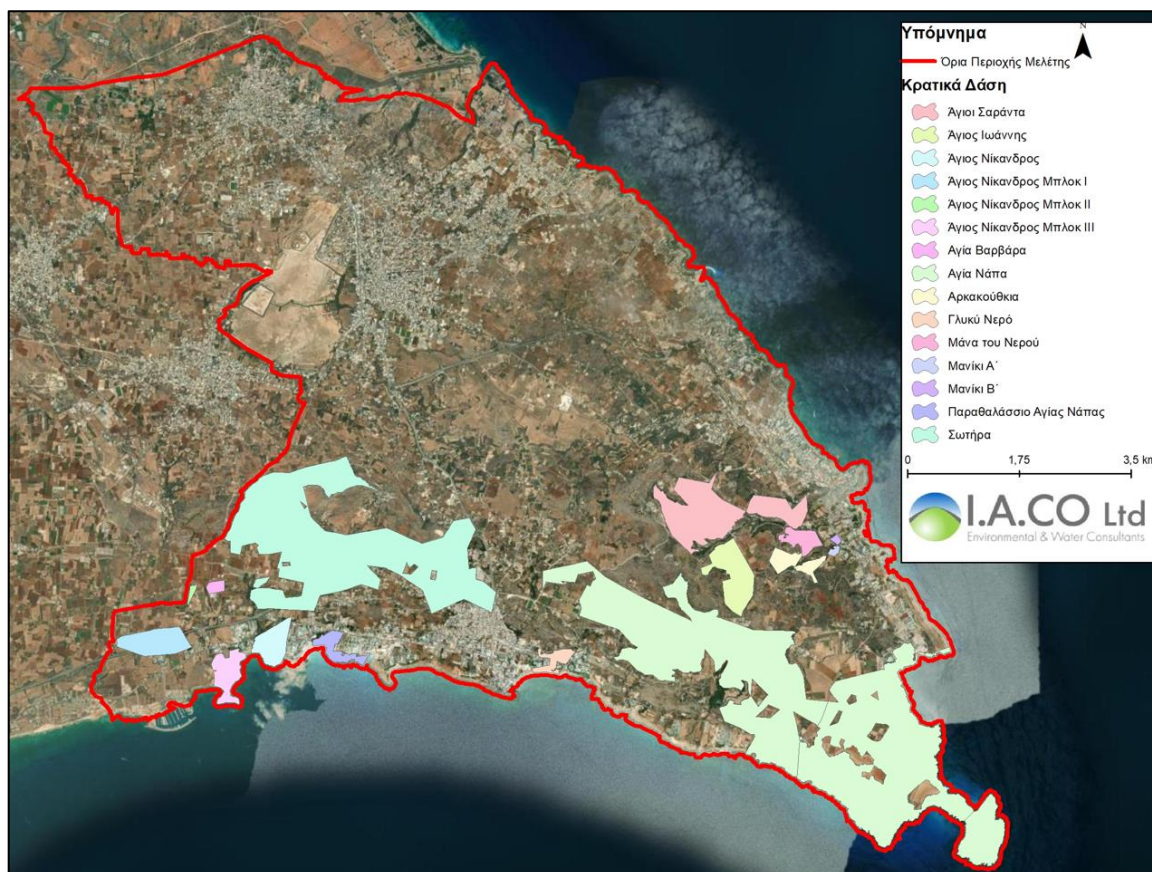 Υπόμνημα
N
Όρια Περιοχής Μελέτης
Κρατικά Δάση
Άγιοι Σαράντα
Άγιος Ιωάννης
Άγιος Νίκανδρος
Άγιος Νίκανδρος Μπλοκ Ι
Άγιος Νίκανδρος Μπλοκ ΙΙ
Άγιος Νίκανδρος Μπλοκ ΙΙΙ
Αγία Βαρβάρα
Αγία Νάπα
Αρκακούθκια
Γλυκύ Νερό
Μάνα του Νερού
Μανίκι Α΄
Μανίκι Β΄
Παραθαλάσσιο Αγίας Νάπας
Σωτήρα
0 1,75 3,5 km
I.A.CO Ltd
Environmental & Water Consultants